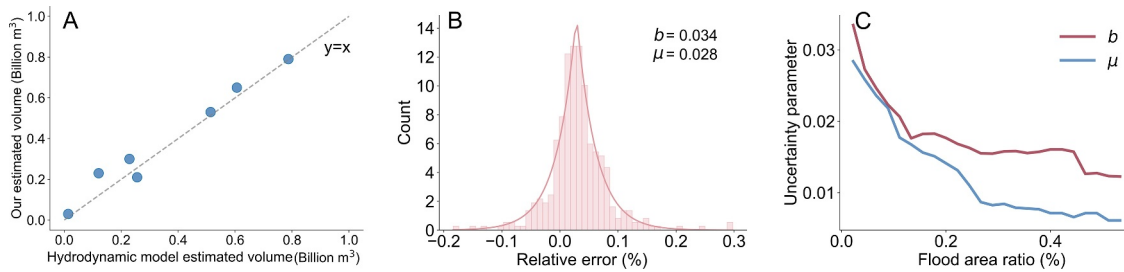 A
Our estimated volume (Billion m³)
1.0
0.8
0.6
0.4
0.2
0.0
y=x
0.0 0.2 0.4 0.6 0.8 1.0
Hydrodynamic model estimated volume (Billion m³)
B
Count
14
12
10
8
6
4
2
0
b = 0.034
μ = 0.028
−0.2 −0.1 0.0 0.1 0.2 0.3
Relative error (%)
C
Uncertainty parameter
0.03
0.02
0.01
b
μ
0.0 0.2 0.4
Flood area ratio (%)